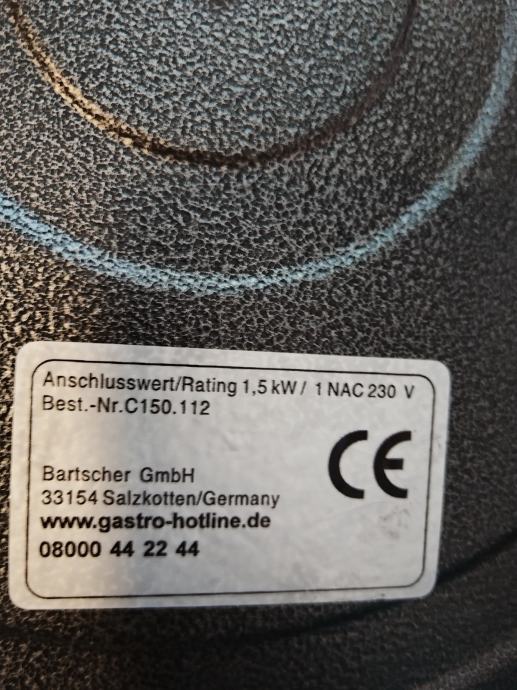 Anschlusswert/Rating 1,5 kW / 1 NAC 230 V
Best.-Nr.C150.112
CE
Bartscher GmbH
33154 Salzkotten/Germany
www.gastro-hotline.de
08000 44 22 44